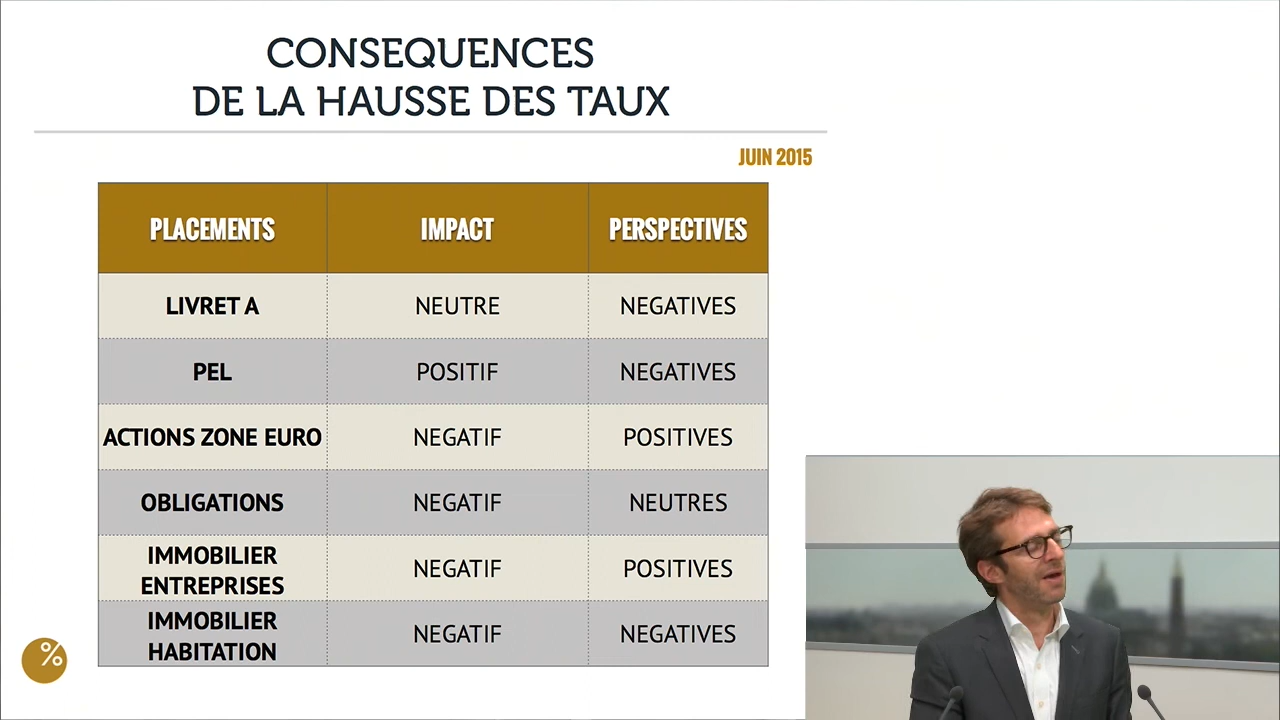 CONSEQUENCES
DE LA HAUSSE DES TAUX
JUIN 2015
PLACEMENTS IMPACT PERSPECTIVES
LIVRET A NEUTRE NEGATIVES
PEL POSITIF NEGATIVES
ACTIONS ZONE EURO NEGATIF POSITIVES
OBLIGATIONS NEGATIF NEUTRES
IMMOBILIER
ENTREPRISES NEGATIF POSITIVES
IMMOBILIER
HABITATION NEGATIF NEGATIVES
%